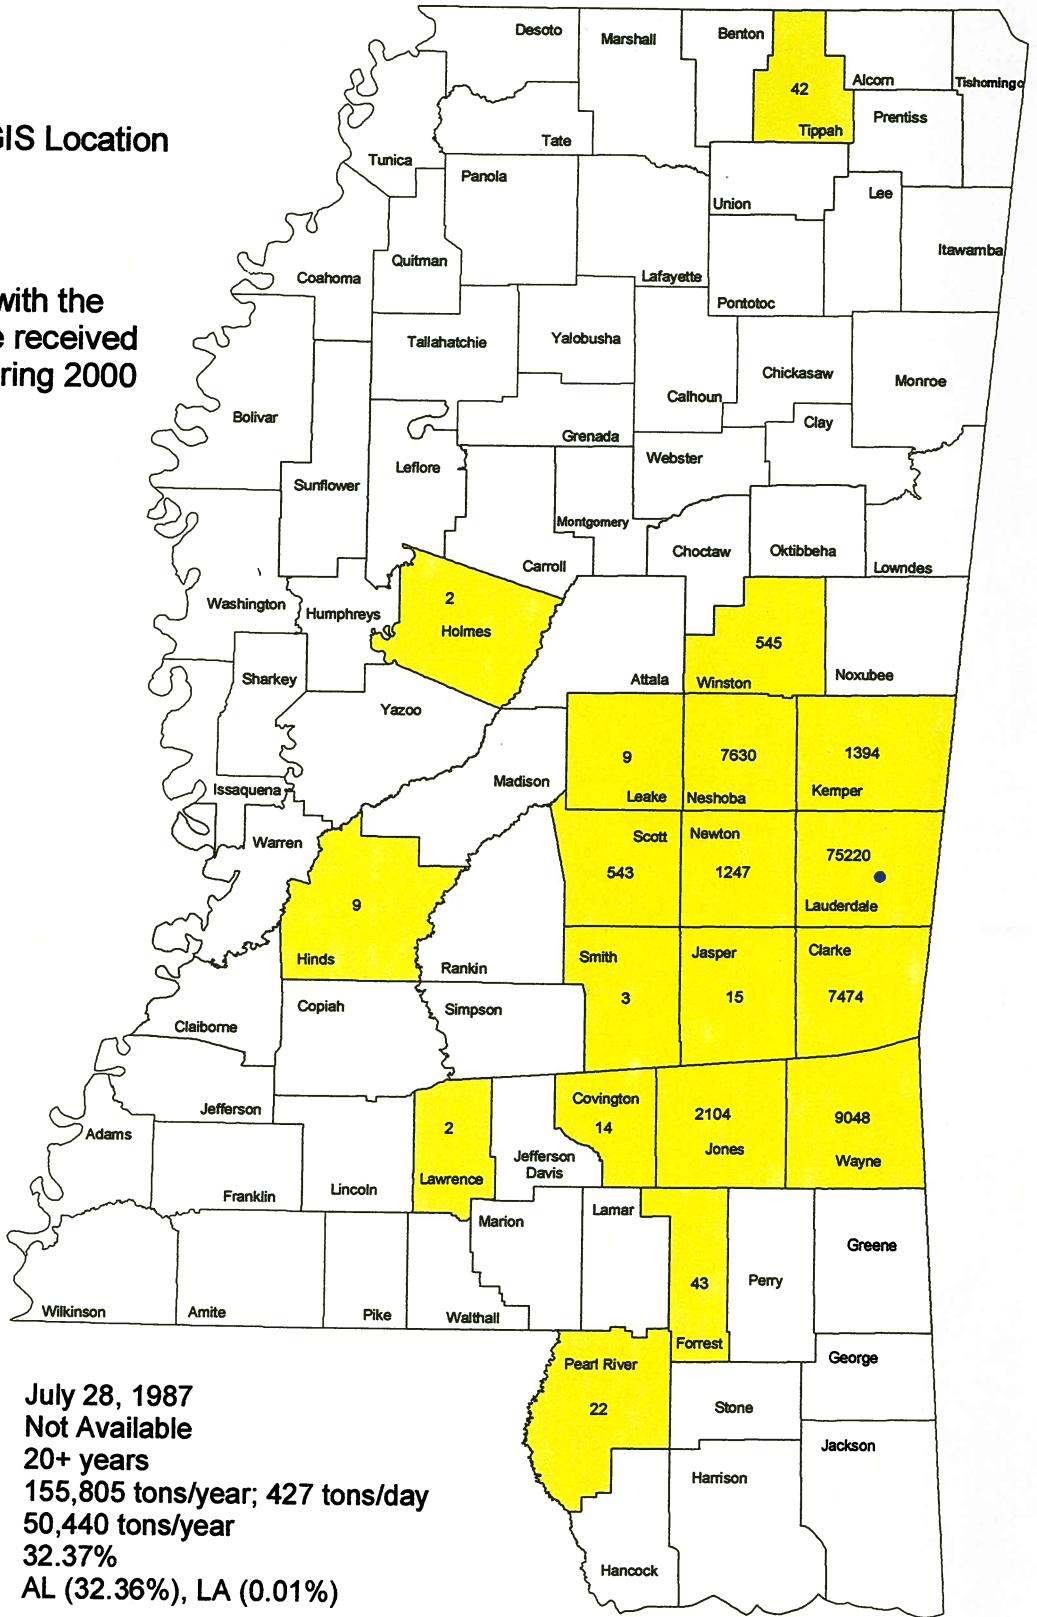 Desoto
Marshall
Benton
42
Tippah
Alcorn
Tishomingo
Prentiss
GIS Location
Tate
Tunica
Panola
Union
Lee
Quitman
Coahoma
Lafayette
Pontotoc
Itawamba
with the
e received
ring 2000
Tallahatchie
Yalobusha
Chickasaw
Monroe
Calhoun
Bolivar
Clay
Grenada
Leflore
Webster
Sunflower
Montgomery
Carroll
Choctaw
Oktibbeha
Lowndes
Washington
Humphreys
2
Holmes
545
Winston
Noxubee
Attala
Sharkey
Yazoo
Madison
9
Leake
7630
Neshoba
1394
Kemper
Issaquena
Warren
Scott
543
Newton
1247
75220
Lauderdale
9
Hinds
Rankin
Smith
3
Jasper
15
Clarke
7474
Copiah
Simpson
Claiborne
Jefferson
Adams
Franklin
Lincoln
2
Lawrence
Jefferson
Davis
Covington
14
2104
Jones
9048
Wayne
Marion
Lamar
43
Forrest
Perry
Greene
Wilkinson
Amite
Pike
Walthall
Pearl River
22
George
Stone
Jackson
Harrison
Hancock
July 28, 1987
Not Available
20+ years
155,805 tons/year; 427 tons/day
50,440 tons/year
32.37%
AL (32.36%), LA (0.01%)